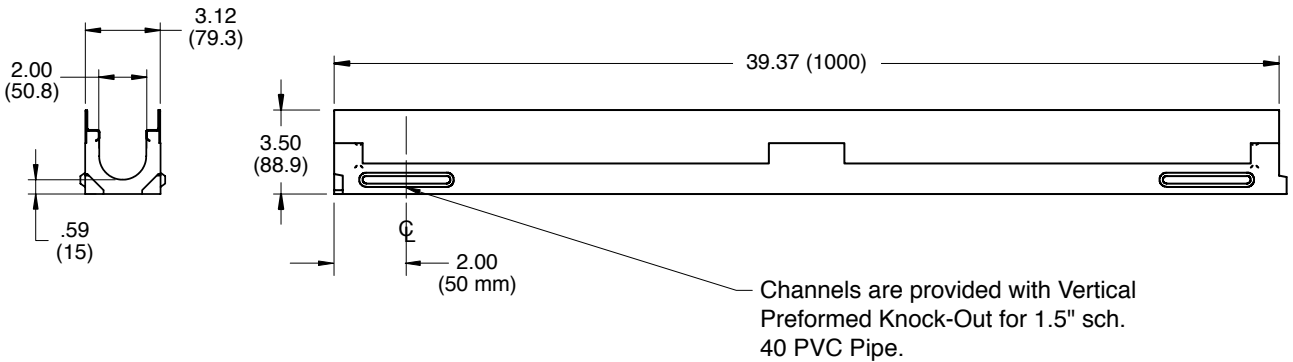 3.12
(79.3)
2.00
(50.8)
39.37 (1000)
3.50
(88.9)
.59
(15)
℄
2.00
(50 mm)
Channels are provided with Vertical
Preformed Knock-Out for 1.5" sch.
40 PVC Pipe.